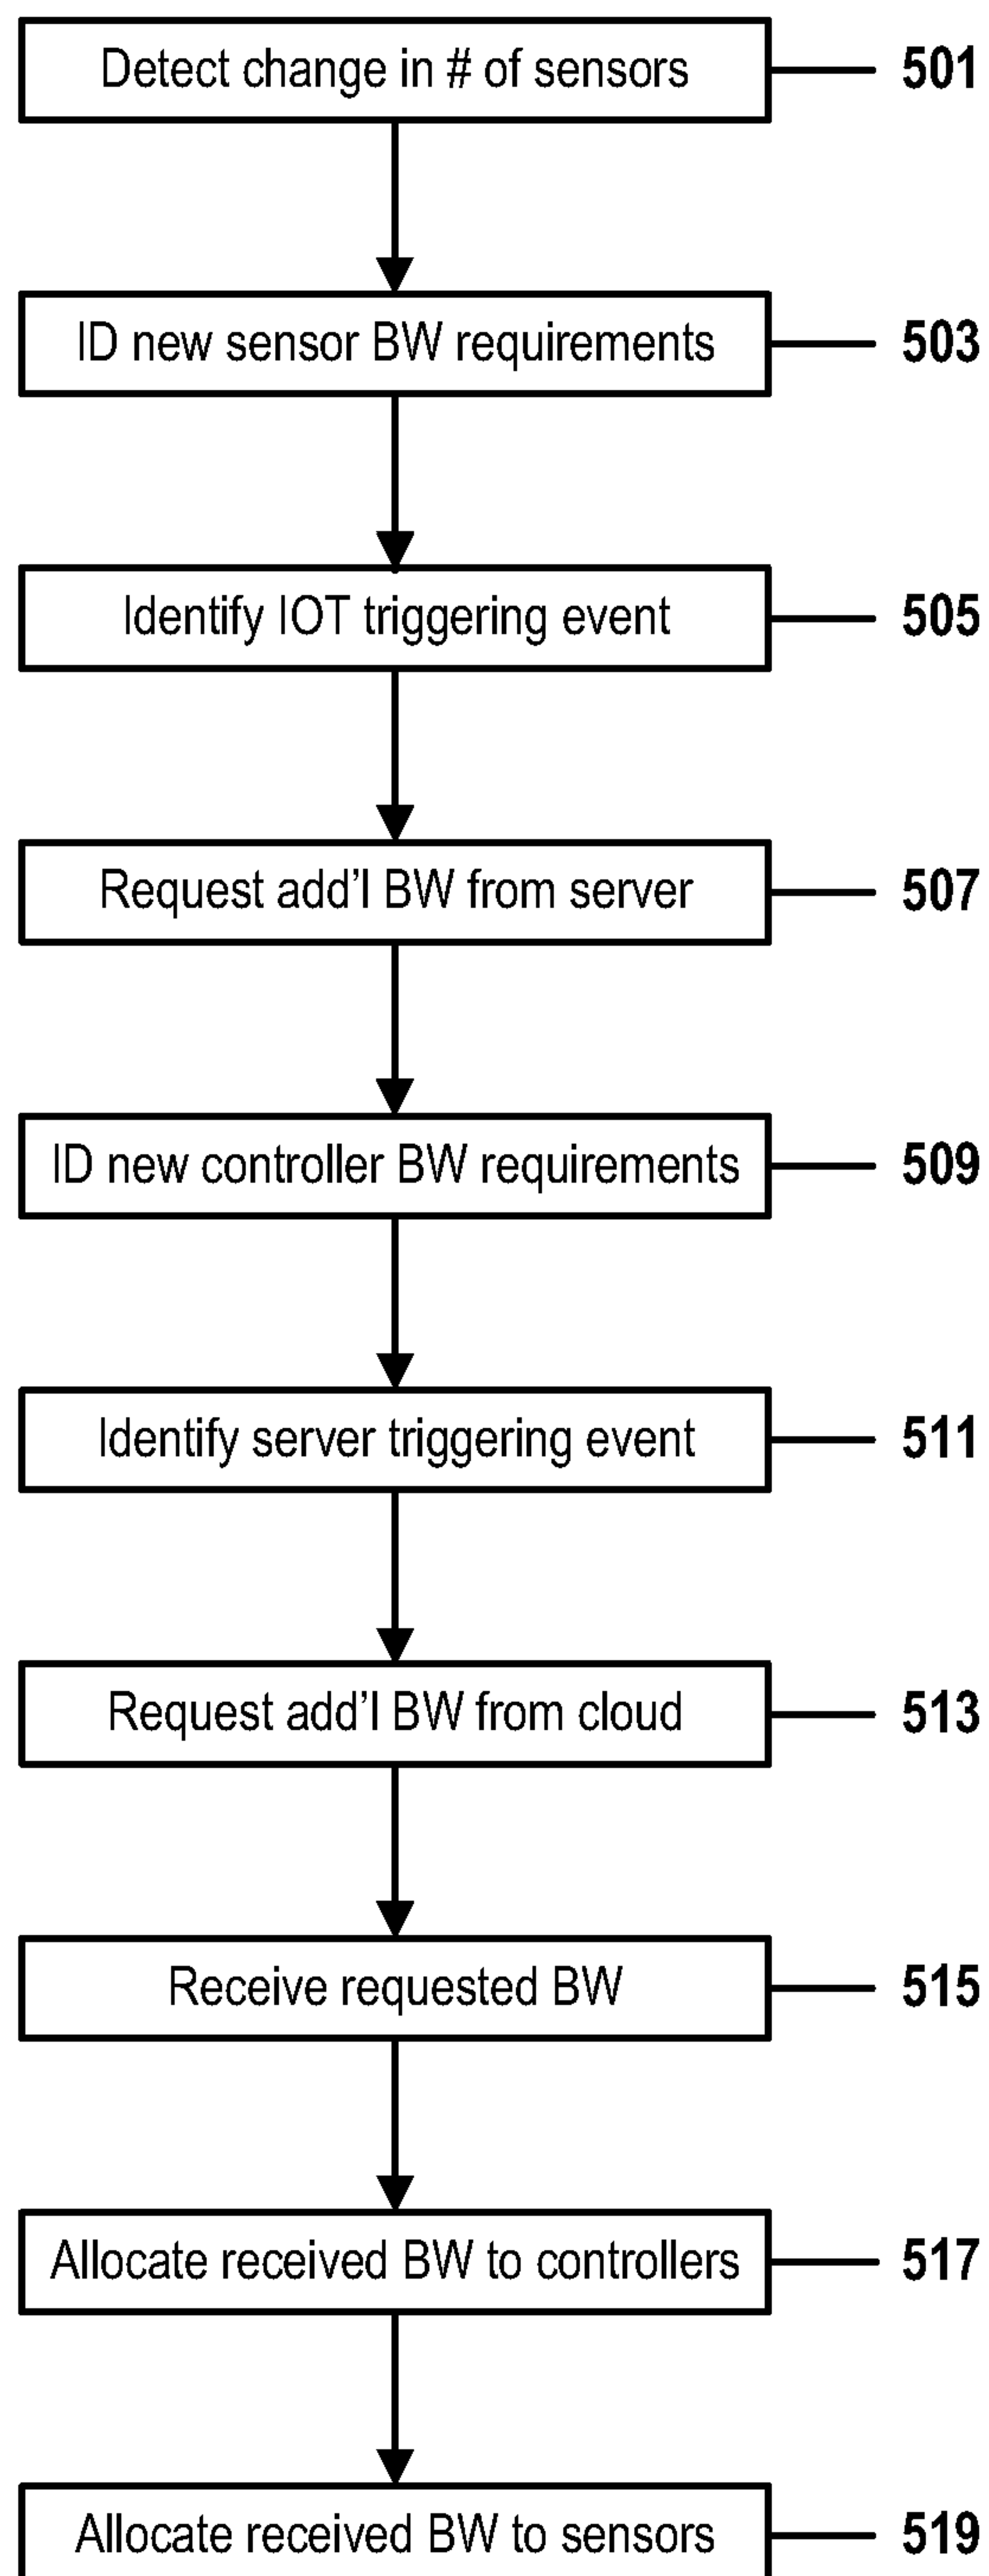 Detect change in # of sensors 501
ID new sensor BW requirements 503
Identify IOT triggering event 505
Request add'l BW from server 507
ID new controller BW requirements 509
Identify server triggering event 511
Request add'l BW from cloud 513
Receive requested BW 515
Allocate received BW to controllers 517
Allocate received BW to sensors 519